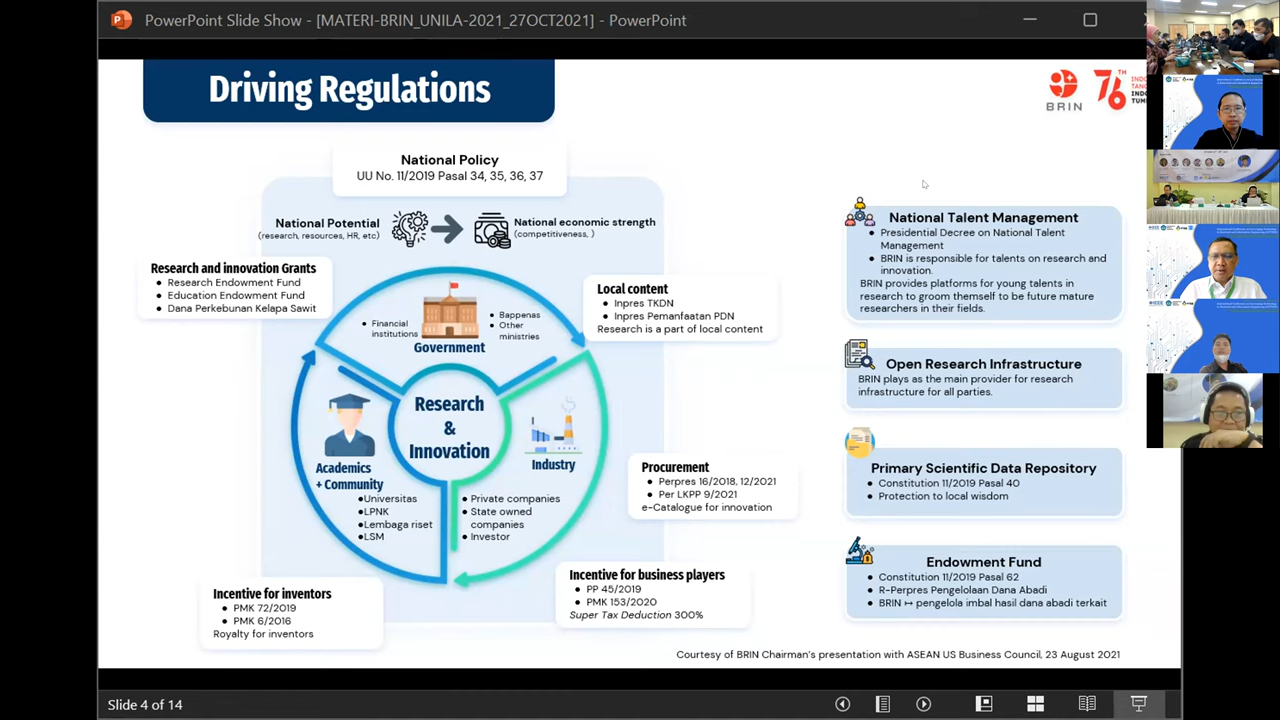 PowerPoint Slide Show - [MATERI-BRIN_UNILA-2021_27OCT2021] - PowerPoint
Driving Regulations
BRIN
76TH
National Policy
UU No. 11/2019 Pasal 34, 35, 36, 37
National Potential
(research, resources, HR, etc)
National economic strength
(competitiveness, )
Research and innovation Grants
● Research Endowment Fund
● Education Endowment Fund
● Dana Perkebunan Kelapa Sawit
Local content
● Inpres TKDN
● Inpres Pemanfaatan PDN
Research is a part of local content
● Financial
institutions
● Bappenas
● Other
ministries
Government
Research
&
Innovation
Academics
+ Community
●Universitas
●LPNK
●Lembaga riset
●LSM
Industry
● Private companies
● State owned
companies
● Investor
Procurement
● Perpres 16/2018, 12/2021
● Per LKPP 9/2021
e-Catalogue for innovation
Incentive for business players
● PP 45/2019
● PMK 153/2020
Super Tax Deduction 300%
Incentive for inventors
● PMK 72/2019
● PMK 6/2016
Royalty for inventors
National Talent Management
● Presidential Decree on National Talent
Management
● BRIN is responsible for talents on research and
innovation.
BRIN provides platforms for young talents in
research to groom themself to be future mature
researchers in their fields.
Open Research Infrastructure
BRIN plays as the main provider for research
infrastructure for all parties.
Primary Scientific Data Repository
● Constitution 11/2019 Pasal 40
● Protection to local wisdom
Endowment Fund
● Constitution 11/2019 Pasal 62
● R-Perpres Pengelolaan Dana Abadi
● BRIN ↦ pengelola imbal hasil dana abadi terkait
Courtesy of BRIN Chairman's presentation with ASEAN US Business Council, 23 August 2021
Slide 4 of 14